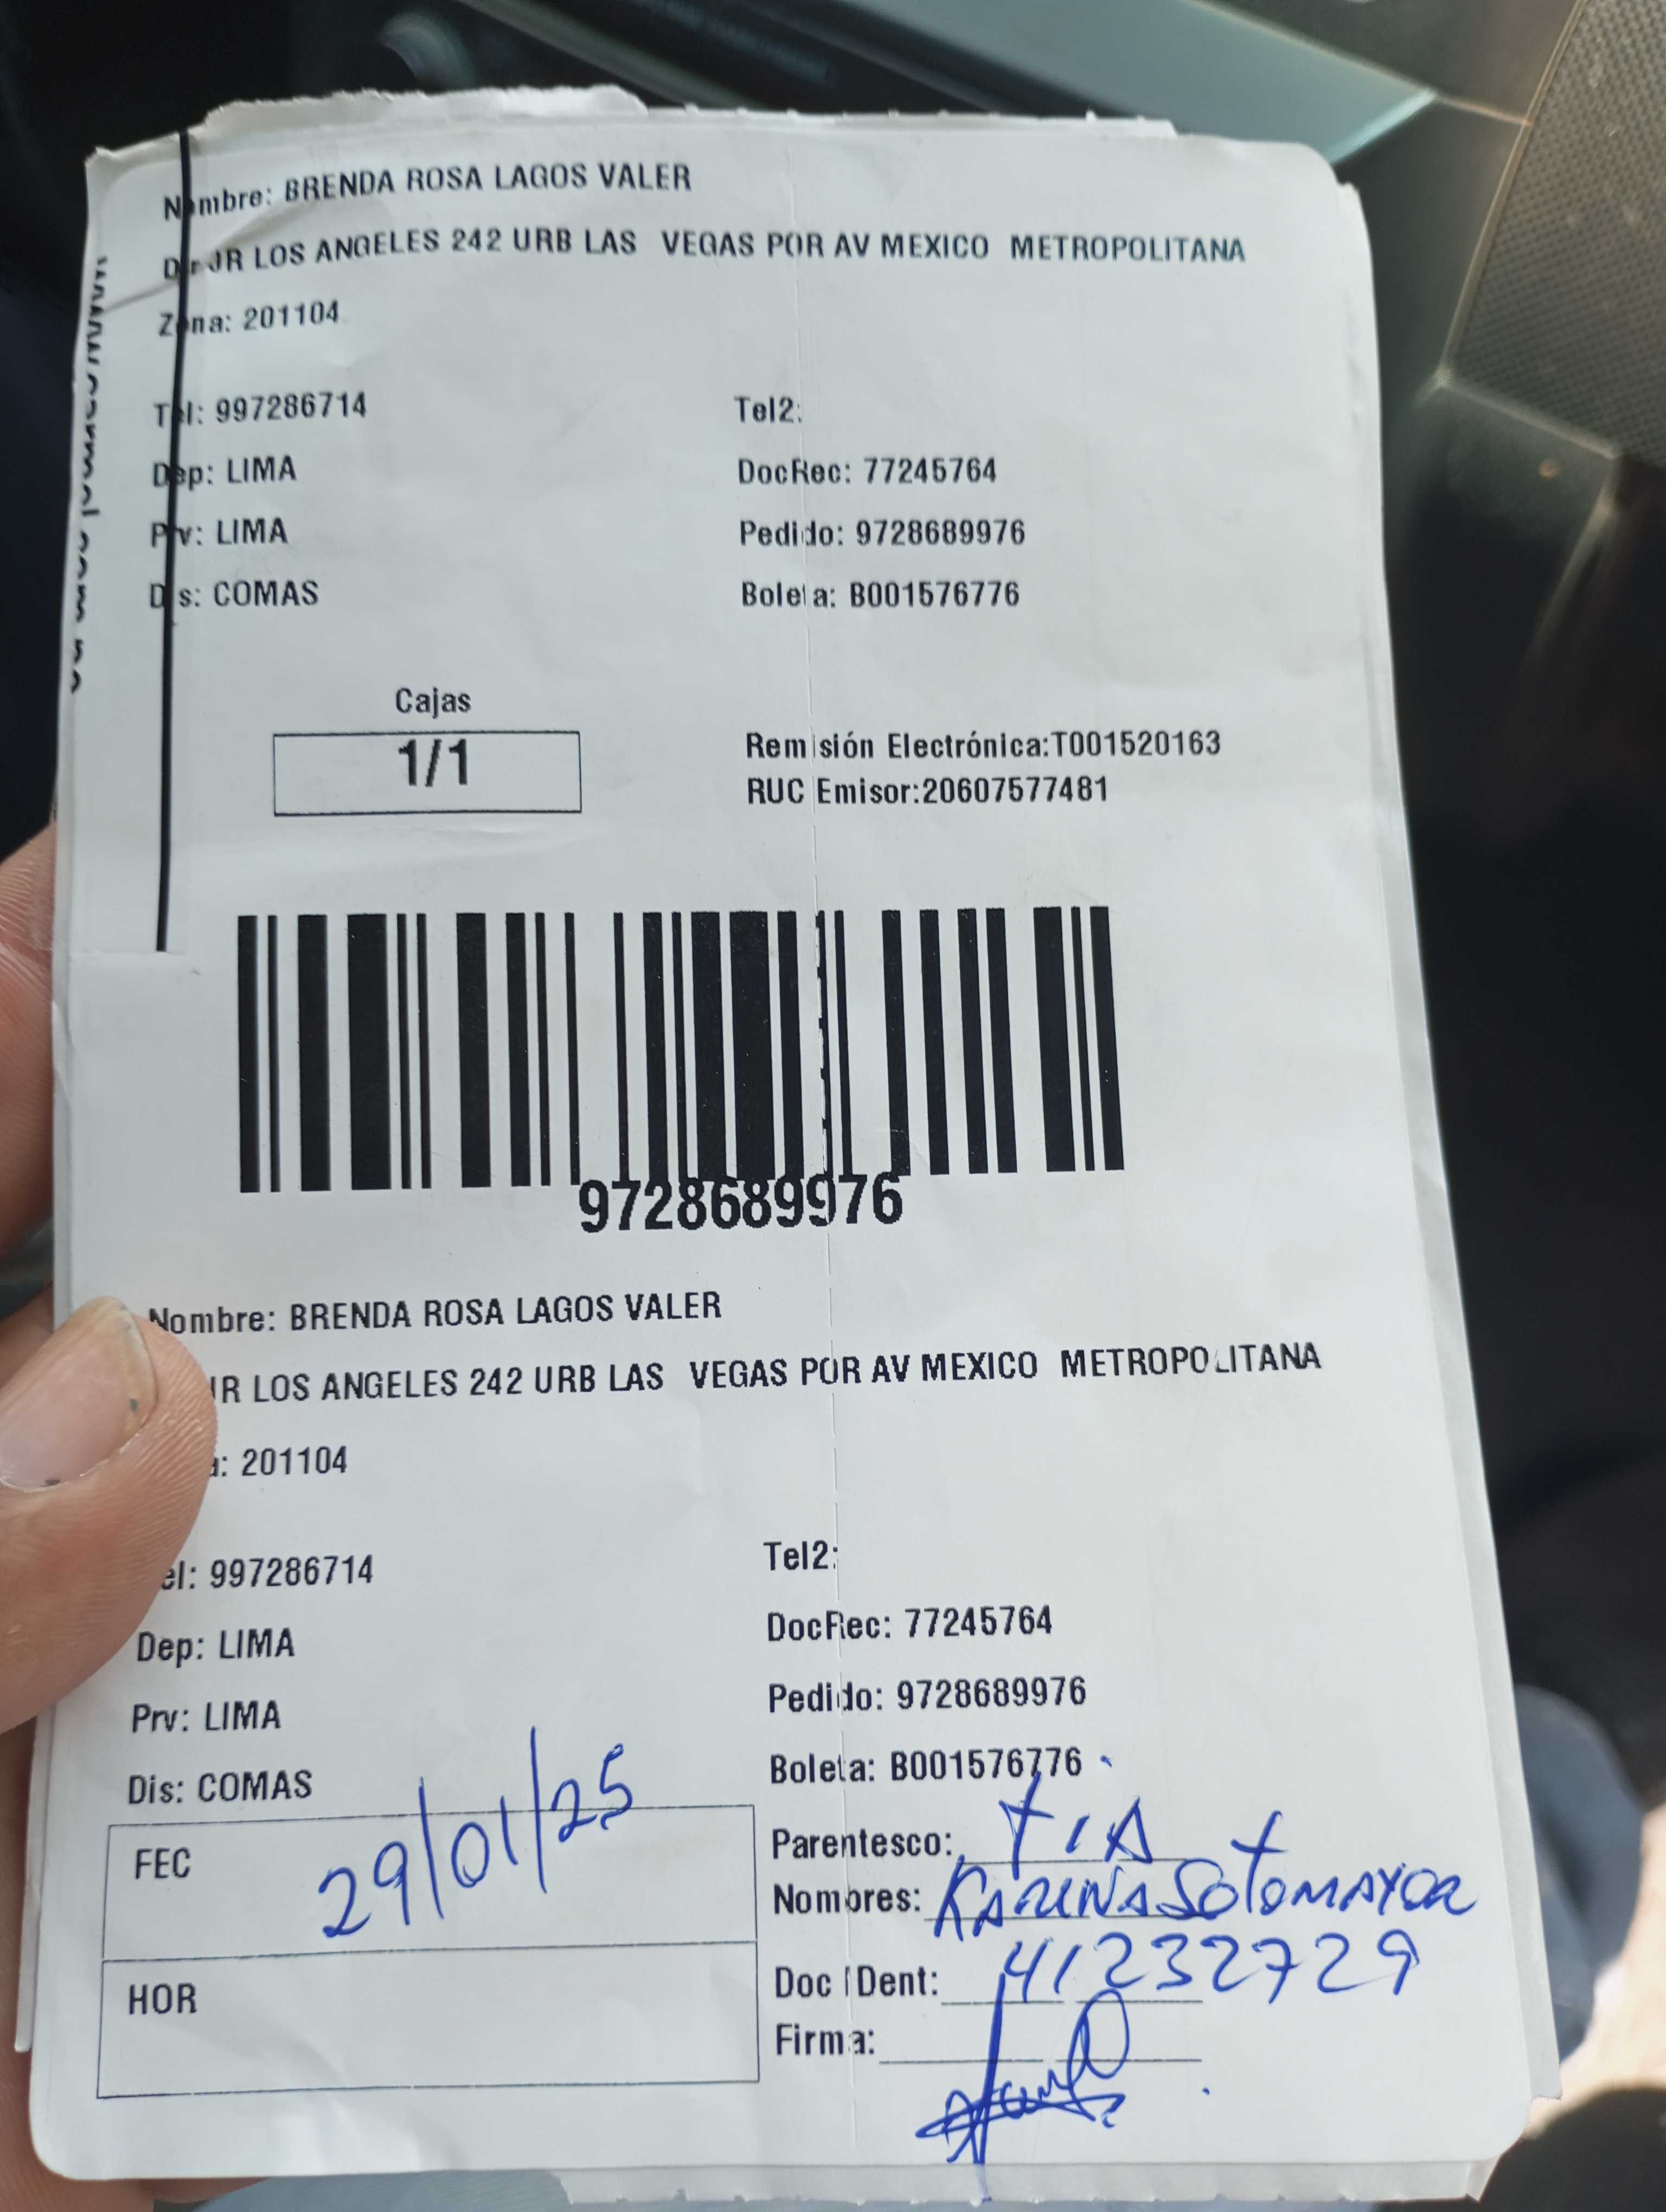 Nombre: BRENDA ROSA LAGOS VALER
Dir JR LOS ANGELES 242 URB LAS VEGAS POR AV MEXICO METROPOLITANA
Zona: 201104
Tel: 997286714
Tel2:
Dep: LIMA
DocRec: 77245764
Prv: LIMA
Pedido: 9728689976
Dis: COMAS
Boleta: B001576776
Cajas
1/1
Remisión Electrónica:T001520163
RUC Emisor:20607577481
9728689976
Nombre: BRENDA ROSA LAGOS VALER
JR LOS ANGELES 242 URB LAS VEGAS POR AV MEXICO METROPOLITANA
a: 201104
el: 997286714
Tel2:
Dep: LIMA
DocRec: 77245764
Prv: LIMA
Pedido: 9728689976
Dis: COMAS
Boleta: B001576776
FEC 29/01/25
Parentesco: TIA
Nombres: KARINA SOTOMAYOR
HOR
Doc IDent: 41232729
Firma: